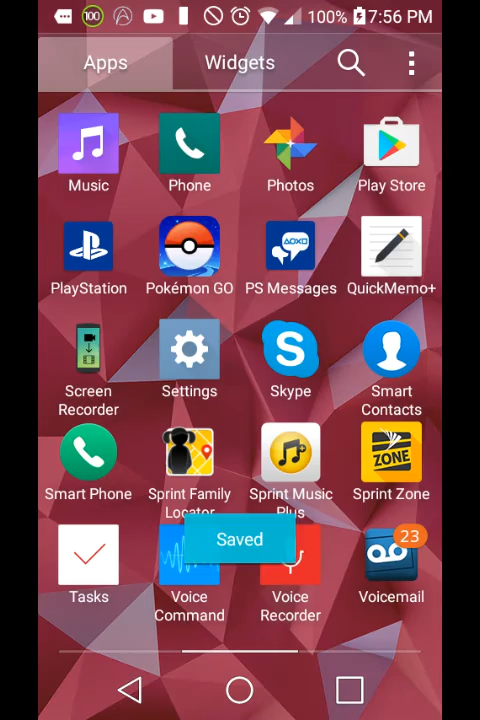 100
100%
7:56 PM
Apps
Widgets
Music
Phone
Photos
Play Store
PlayStation
Pokémon GO
PS Messages
QuickMemo+
Screen
Recorder
Settings
Skype
Smart
Contacts
Smart Phone
Sprint Family
Locator
Sprint Music
Plus
ZONE
Sprint Zone
Saved
23
Tasks
Voice
Command
Voice
Recorder
Voicemail